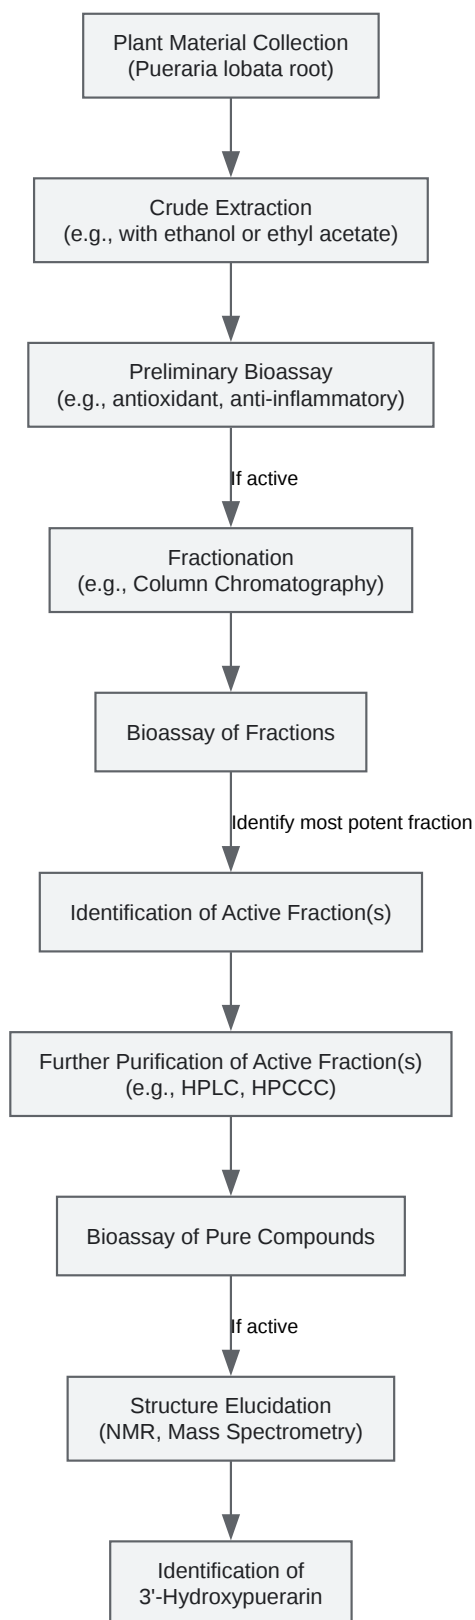 Plant Material Collection
(Pueraria lobata root)
Crude Extraction
(e.g., with ethanol or ethyl acetate)
Preliminary Bioassay
(e.g., antioxidant, anti-inflammatory)
If active
Fractionation
(e.g., Column Chromatography)
Bioassay of Fractions
Identify most potent fraction
Identification of Active Fraction(s)
Further Purification of Active Fraction(s)
(e.g., HPLC, HPCCC)
Bioassay of Pure Compounds
If active
Structure Elucidation
(NMR, Mass Spectrometry)
Identification of
3'-Hydroxypuerarin